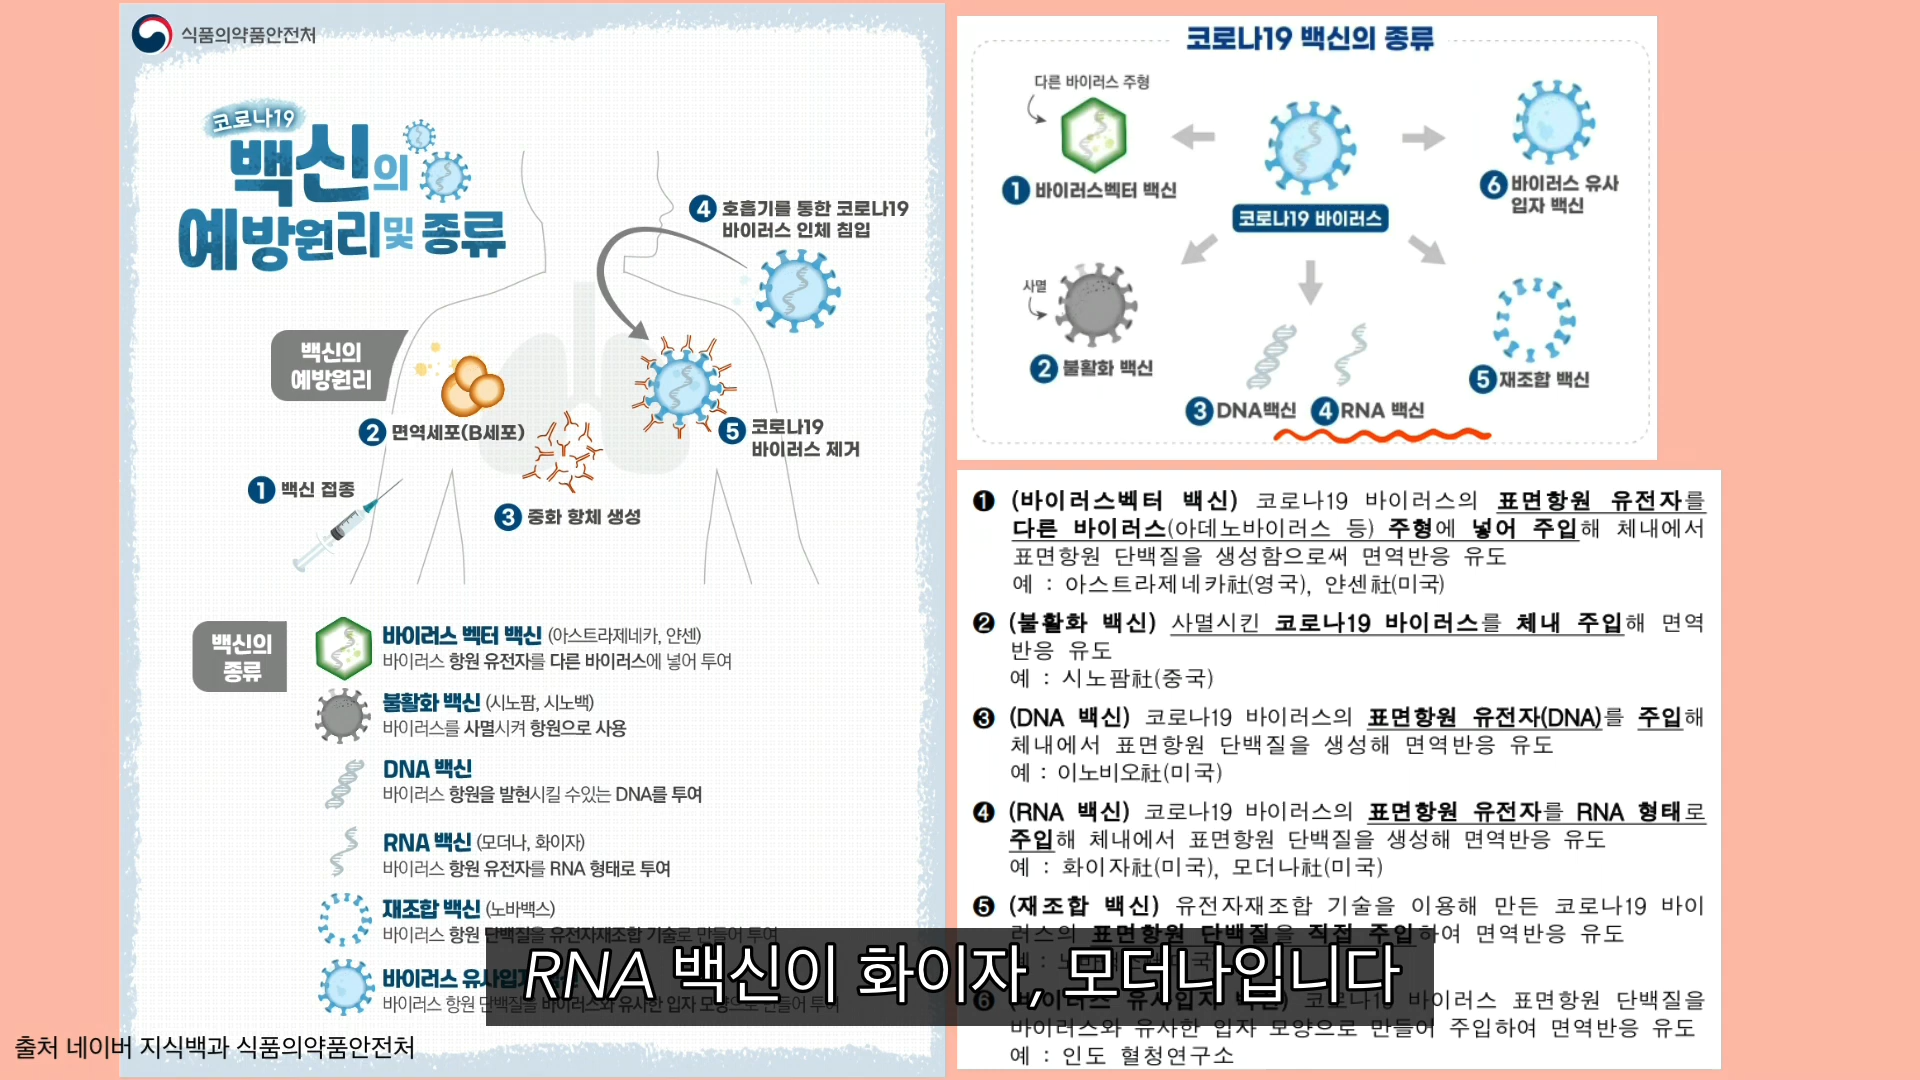 식품의약품안전처
코로나19
백신의
예방원리 및 종류
백신의
예방원리
4 호흡기를 통한 코로나19
바이러스 인체 침입
2 면역세포(B세포)
5 코로나19
바이러스 제거
1 백신 접종
3 중화 항체 생성
백신의
종류
바이러스 벡터 백신 (아스트라제네카, 얀센)
바이러스 항원 유전자를 다른 바이러스에 넣어 투여
불활화 백신 (시노팜, 시노백)
바이러스를 사멸시켜 항원으로 사용
DNA 백신
바이러스 항원을 발현시킬 수있는 DNA를 투여
RNA 백신 (모더나, 화이자)
바이러스 항원 유전자를 RNA 형태로 투여
재조합 백신 (노바백스)
바이러스 항원 단백질을 유전자재조합 기술로 만들어 투여
바이러스 유사입자
바이러스 항원 단백질을 바이러스와 유사한 입자 모양으로 만들어 투여
출처 네이버 지식백과 식품의약품안전처
코로나19 백신의 종류
다른 바이러스 주형
1 바이러스벡터 백신
코로나19 바이러스
6 바이러스 유사
입자 백신
사멸
2 불활화 백신
3 DNA백신 4 RNA 백신
5 재조합 백신
1 (바이러스벡터 백신) 코로나19 바이러스의 표면항원 유전자를
다른 바이러스(아데노바이러스 등) 주형에 넣어 주입해 체내에서
표면항원 단백질을 생성함으로써 면역반응 유도
예 : 아스트라제네카社(영국), 얀센社(미국)
2 (불활화 백신) 사멸시킨 코로나19 바이러스를 체내 주입해 면역
반응 유도
예 : 시노팜社(중국)
3 (DNA 백신) 코로나19 바이러스의 표면항원 유전자(DNA)를 주입해
체내에서 표면항원 단백질을 생성해 면역반응 유도
예 : 이노비오社(미국)
4 (RNA 백신) 코로나19 바이러스의 표면항원 유전자를 RNA 형태로
주입해 체내에서 표면항원 단백질을 생성해 면역반응 유도
예 : 화이자社(미국), 모더나社(미국)
5 (재조합 백신) 유전자재조합 기술을 이용해 만든 코로나19 바이
러스의 표면항원 단백질을 직접 주입하여 면역반응 유도
6 (바이러스 유사입자 백신) 코로나19 바이러스 표면항원 단백질을
바이러스와 유사한 입자 모양으로 만들어 주입하여 면역반응 유도
예 : 인도 혈청연구소
RNA 백신이 화이자, 모더나입니다